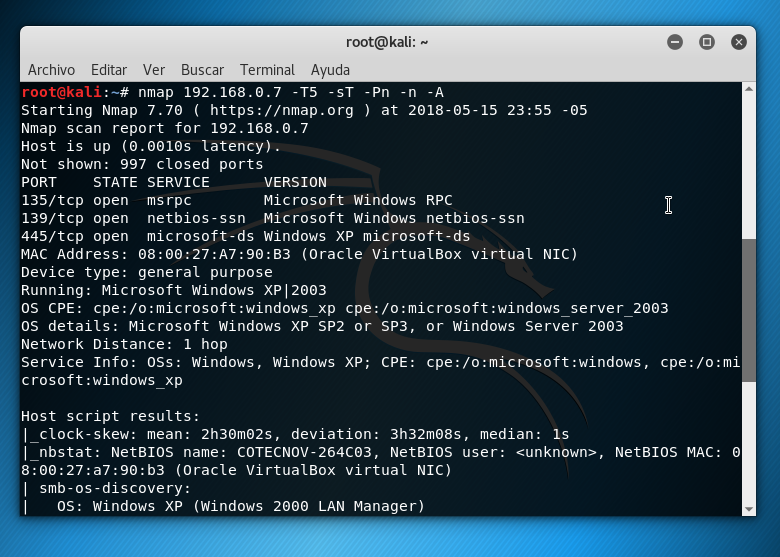 root@kali: ~
Archivo Editar Ver Buscar Terminal Ayuda
root@kali:~# nmap 192.168.0.7 -T5 -sT -Pn -n -A
Starting Nmap 7.70 ( https://nmap.org ) at 2018-05-15 23:55 -05
Nmap scan report for 192.168.0.7
Host is up (0.0010s latency).
Not shown: 997 closed ports
PORT    STATE SERVICE      VERSION
135/tcp open  msrpc        Microsoft Windows RPC
139/tcp open  netbios-ssn  Microsoft Windows netbios-ssn
445/tcp open  microsoft-ds Windows XP microsoft-ds
MAC Address: 08:00:27:A7:90:B3 (Oracle VirtualBox virtual NIC)
Device type: general purpose
Running: Microsoft Windows XP|2003
OS CPE: cpe:/o:microsoft:windows_xp cpe:/o:microsoft:windows_server_2003
OS details: Microsoft Windows XP SP2 or SP3, or Windows Server 2003
Network Distance: 1 hop
Service Info: OSs: Windows, Windows XP; CPE: cpe:/o:microsoft:windows, cpe:/o:mi
crosoft:windows_xp
Host script results:
|_clock-skew: mean: 2h30m02s, deviation: 3h32m08s, median: 1s
|_nbstat: NetBIOS name: COTECNOV-264C03, NetBIOS user: <unknown>, NetBIOS MAC: 0
8:00:27:a7:90:b3 (Oracle VirtualBox virtual NIC)
| smb-os-discovery:
|   OS: Windows XP (Windows 2000 LAN Manager)